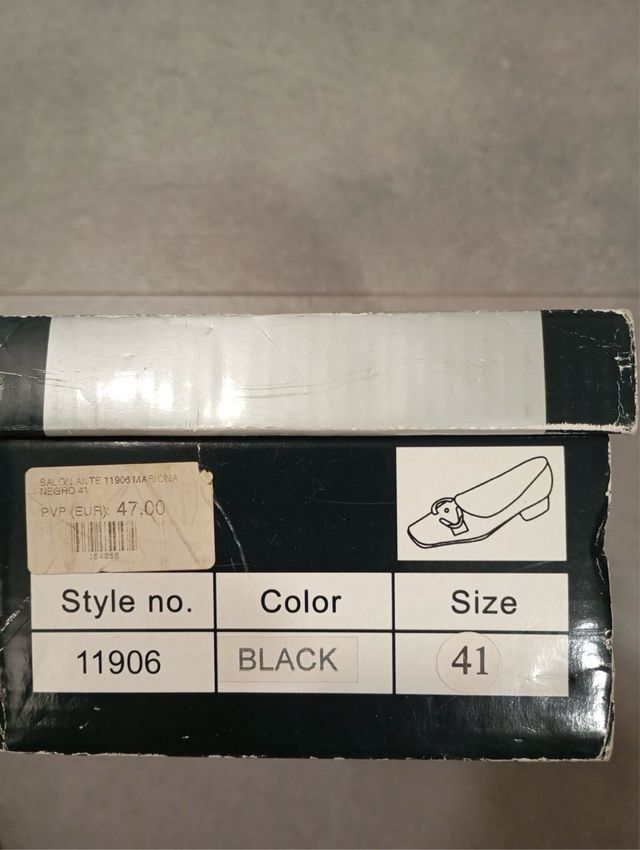 SALON ANTE 11906 MARIONA
NEGRO 41
PVP (EUR): 47.00
Style no. Color Size
11906 BLACK 41